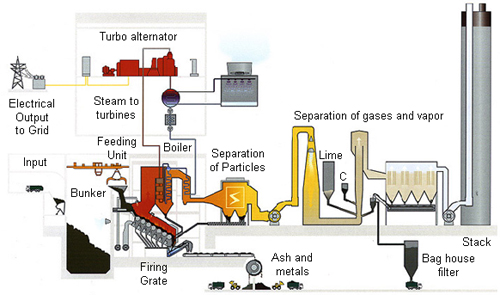 Turbo alternator
Electrical
Output
to Grid
Steam to
turbines
Feeding
Unit
Boiler
Separation
of Particles
Separation of gases and vapor
Input
Bunker
Lime
C
Firing
Grate
Ash and
metals
Bag house
filter
Stack